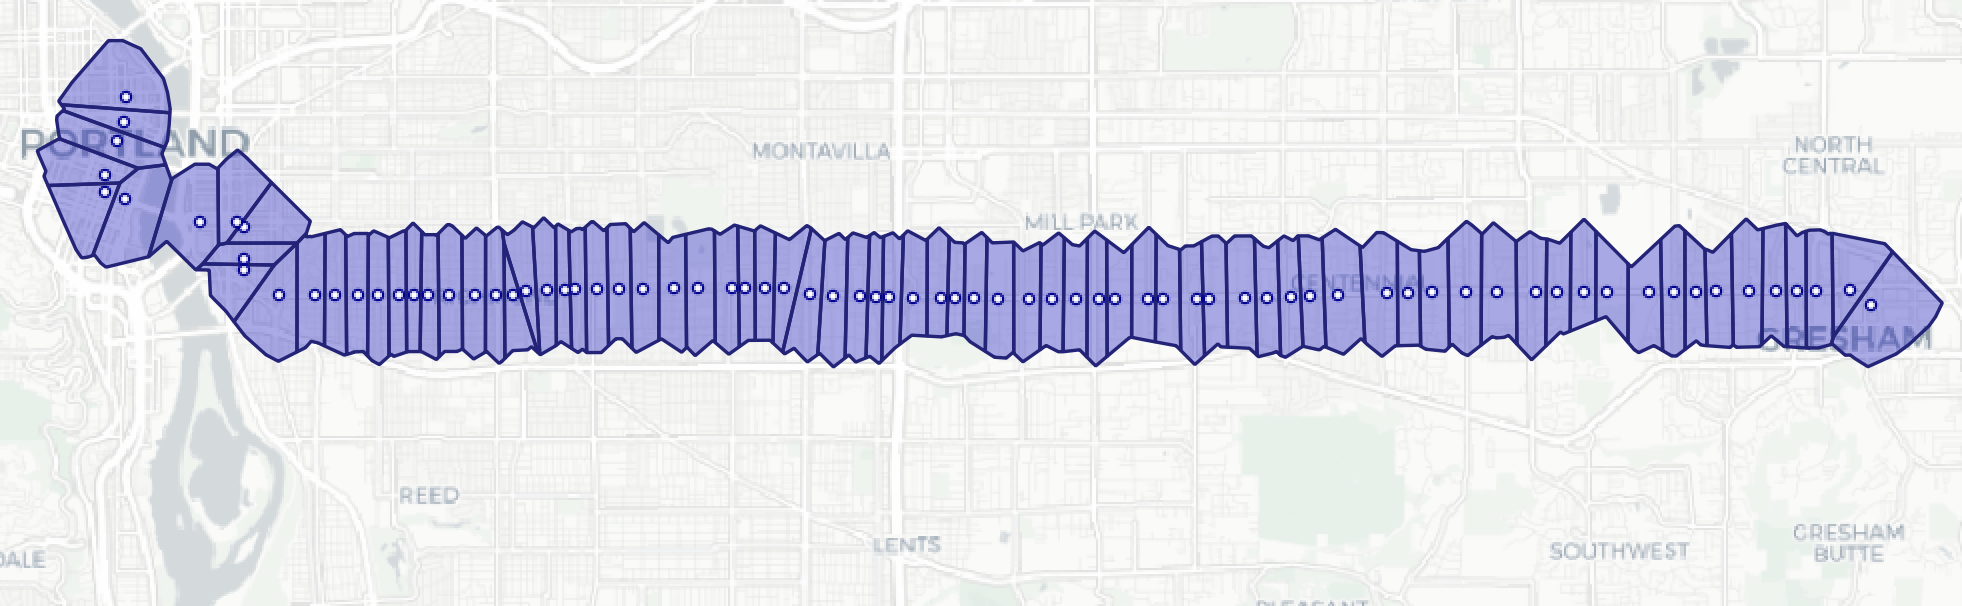 PORTLAND
MONTAVILLA
NORTH
CENTRAL
MILL PARK
CENTENNIAL
GRESHAM
REED
LENTS
SOUTHWEST
GRESHAM
BUTTE
DALE
PLEASANT